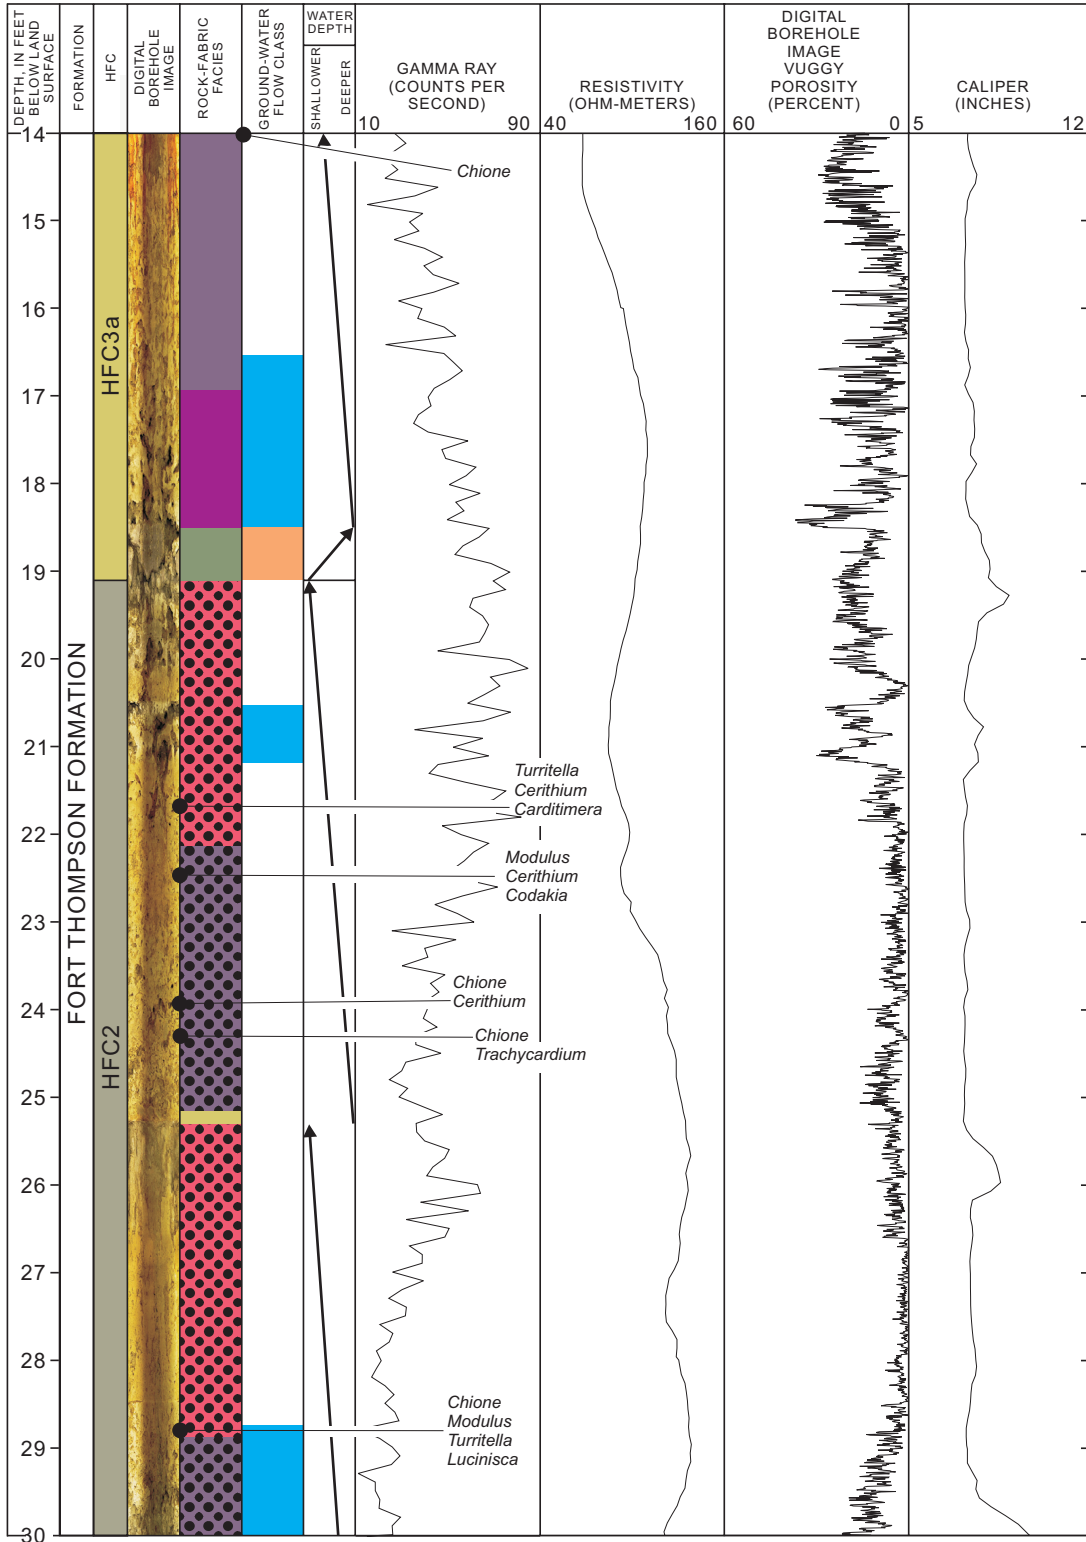 DEPTH, IN FEET
BELOW LAND
SURFACE
FORMATION
HFC
DIGITAL
BOREHOLE
IMAGE
ROCK-FABRIC
FACIES
GROUND-WATER
FLOW CLASS
WATER
DEPTH
SHALLOWER
DEEPER
GAMMA RAY
(COUNTS PER
SECOND)
10 90
RESISTIVITY
(OHM-METERS)
40 160
DIGITAL
BOREHOLE
IMAGE
VUGGY
POROSITY
(PERCENT)
60 0
CALIPER
(INCHES)
5 12
14
15
16
17
18
19
20
21
22
23
24
25
26
27
28
29
30
FORT THOMPSON FORMATION
HFC3a
HFC2
Chione
Turritella
Cerithium
Carditimera
Modulus
Cerithium
Codakia
Chione
Cerithium
Chione
Trachycardium
Chione
Modulus
Turritella
Lucinisca